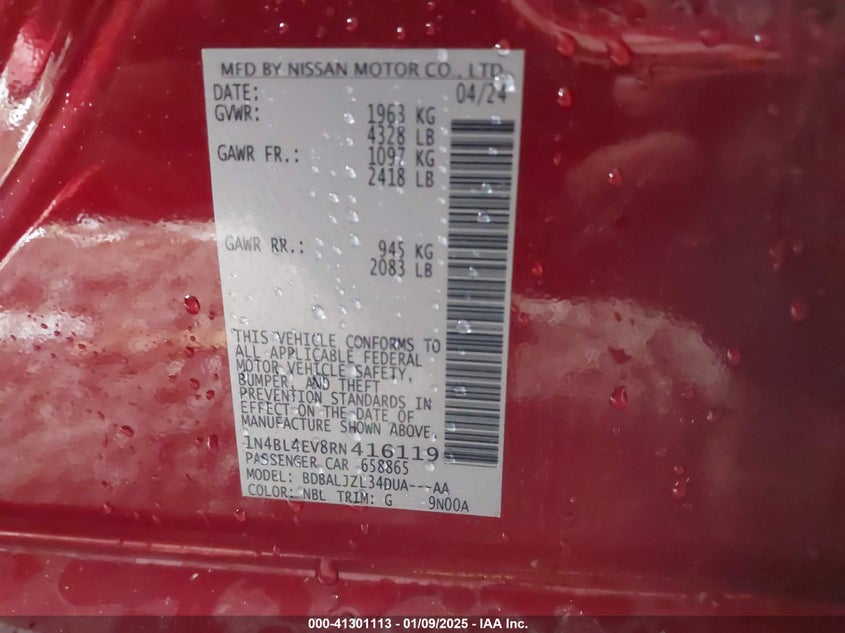 MFD BY NISSAN MOTOR CO., LTD
DATE: 04/24
GVWR: 1963 KG
4328 LB
GAWR FR.: 1097 KG
2418 LB
GAWR RR.: 945 KG
2083 LB
THIS VEHICLE CONFORMS TO
ALL APPLICABLE FEDERAL
MOTOR VEHICLE SAFETY,
BUMPER, AND THEFT
PREVENTION STANDARDS IN
EFFECT ON THE DATE OF
MANUFACTURE SHOWN ABOVE.
1N4BL4EV8RN416119
PASSENGER CAR 658865
MODEL: BDBALJZL34DUA---AA
COLOR: NBL TRIM: G 9N00A
000-41301113 - 01/09/2025 - IAA Inc.